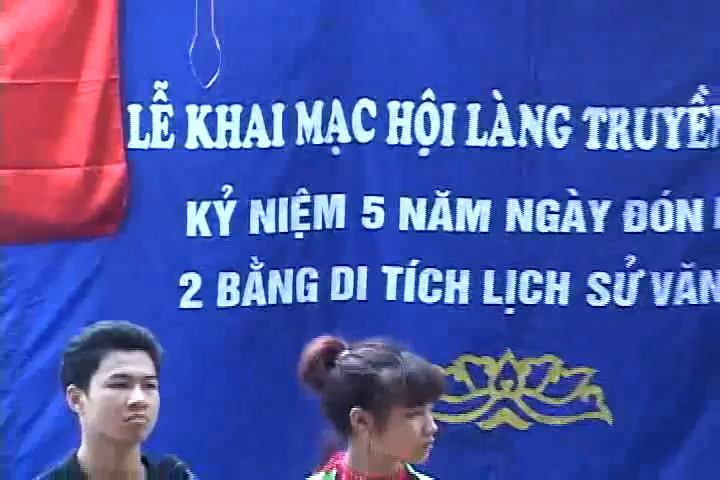 LỄ KHAI MẠC HỘI LÀNG TRUYỀN
KỶ NIỆM 5 NĂM NGÀY ĐÓN
2 BẰNG DI TÍCH LỊCH SỬ VĂN